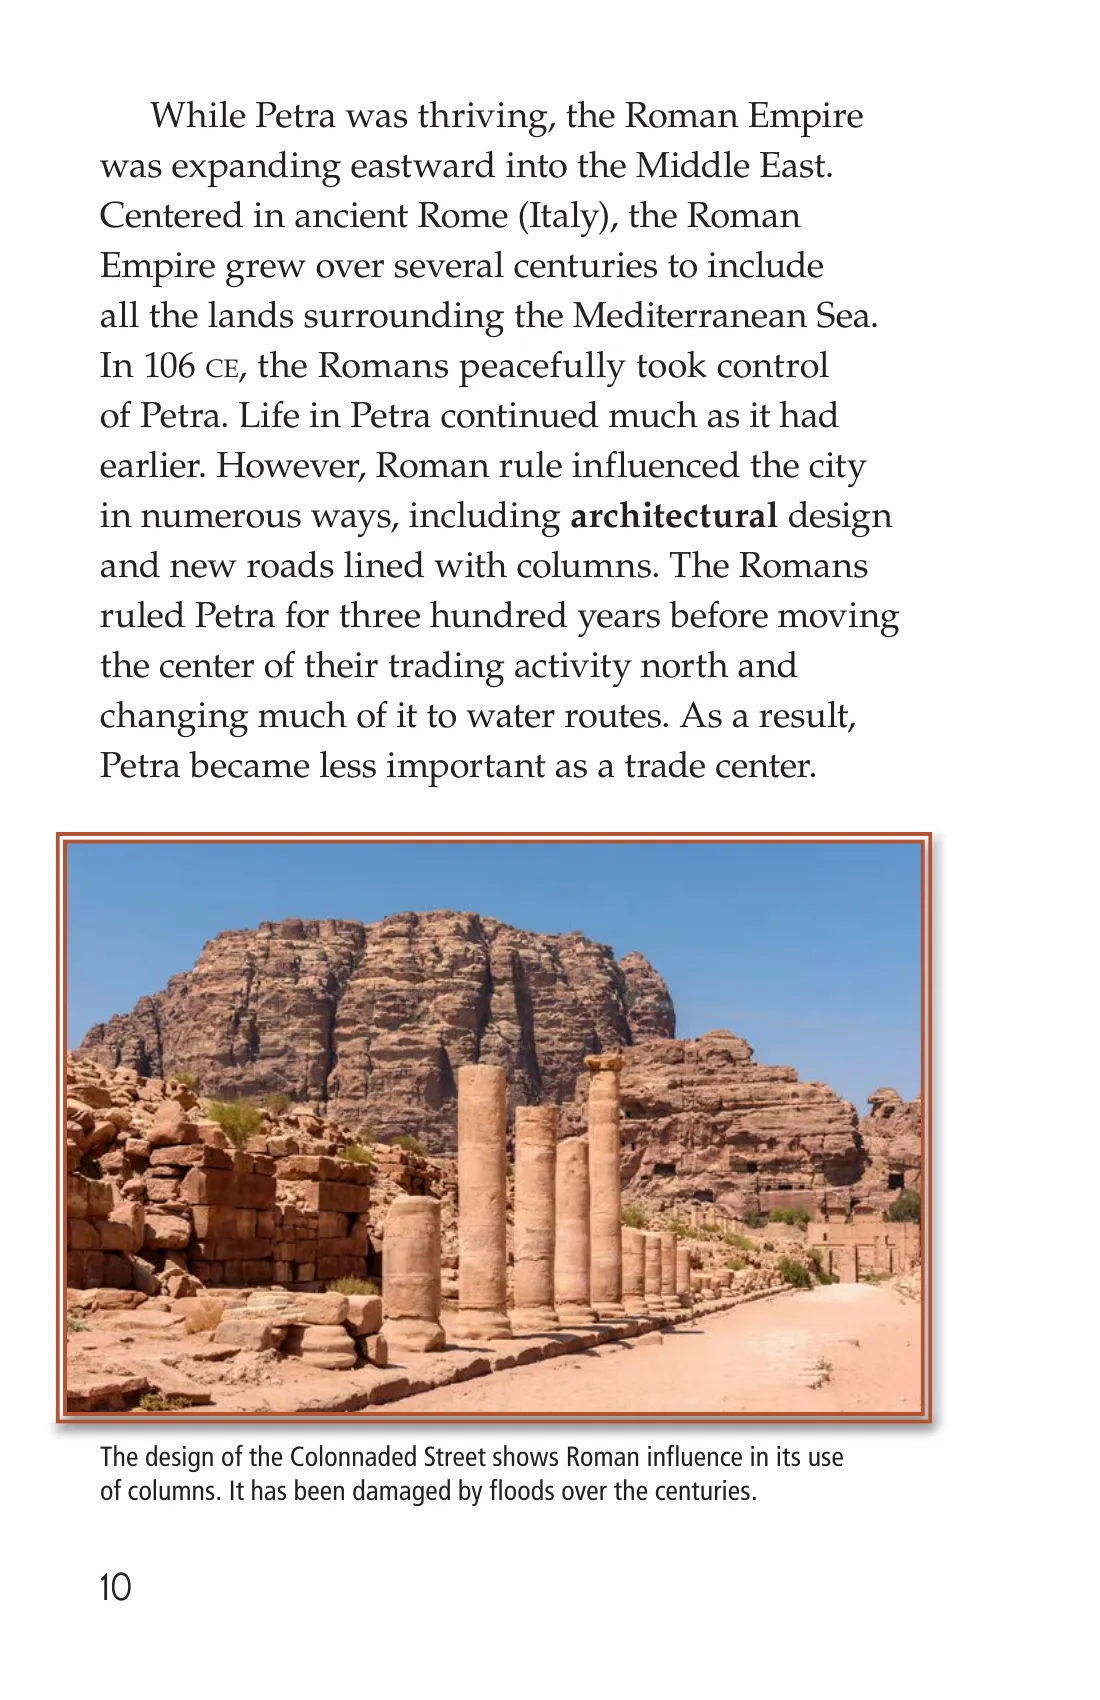 While Petra was thriving, the Roman Empire
was expanding eastward into the Middle East.
Centered in ancient Rome (Italy), the Roman
Empire grew over several centuries to include
all the lands surrounding the Mediterranean Sea.
In 106 CE, the Romans peacefully took control
of Petra. Life in Petra continued much as it had
earlier. However, Roman rule influenced the city
in numerous ways, including architectural design
and new roads lined with columns. The Romans
ruled Petra for three hundred years before moving
the center of their trading activity north and
changing much of it to water routes. As a result,
Petra became less important as a trade center.
The design of the Colonnaded Street shows Roman influence in its use
of columns. It has been damaged by floods over the centuries.
10